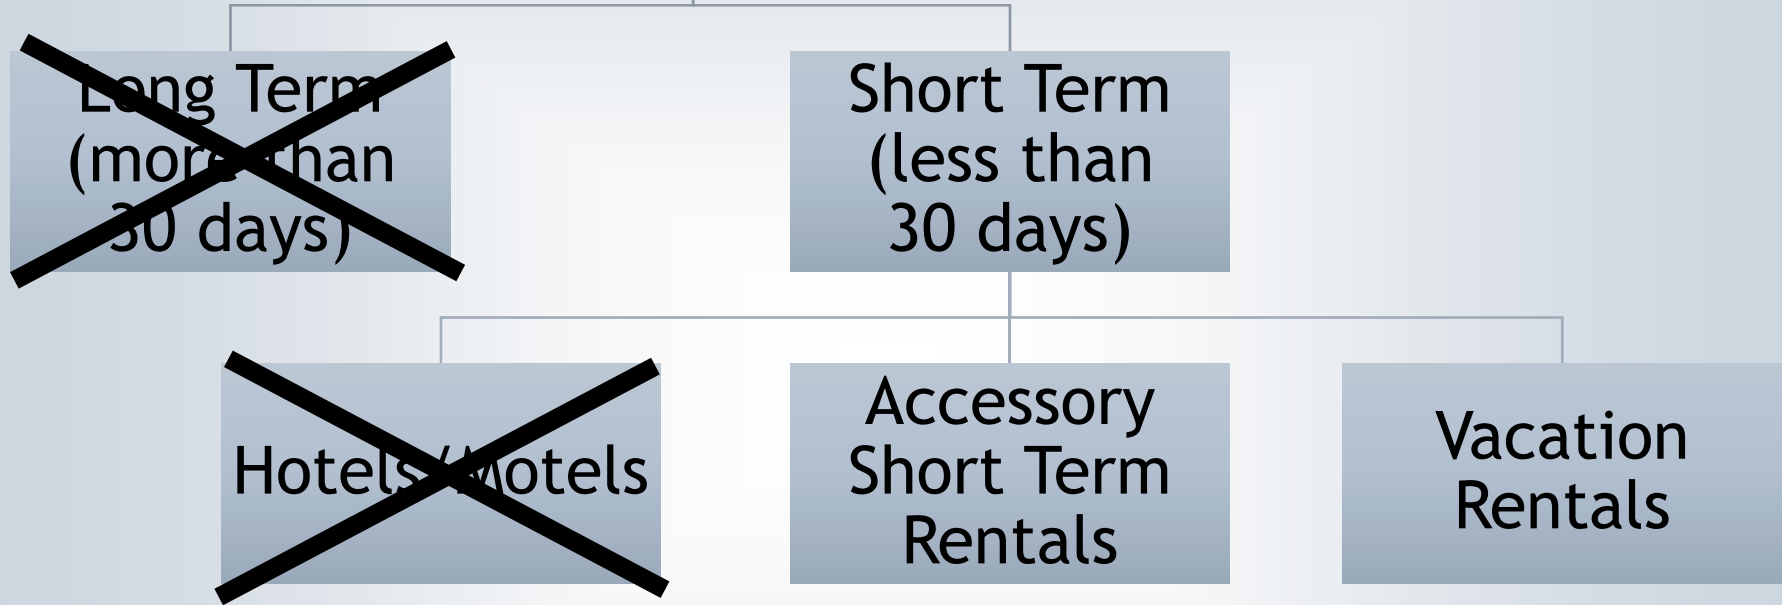 Long Term
(more than
30 days)
Short Term
(less than
30 days)
Hotels/Motels
Accessory
Short Term
Rentals
Vacation
Rentals